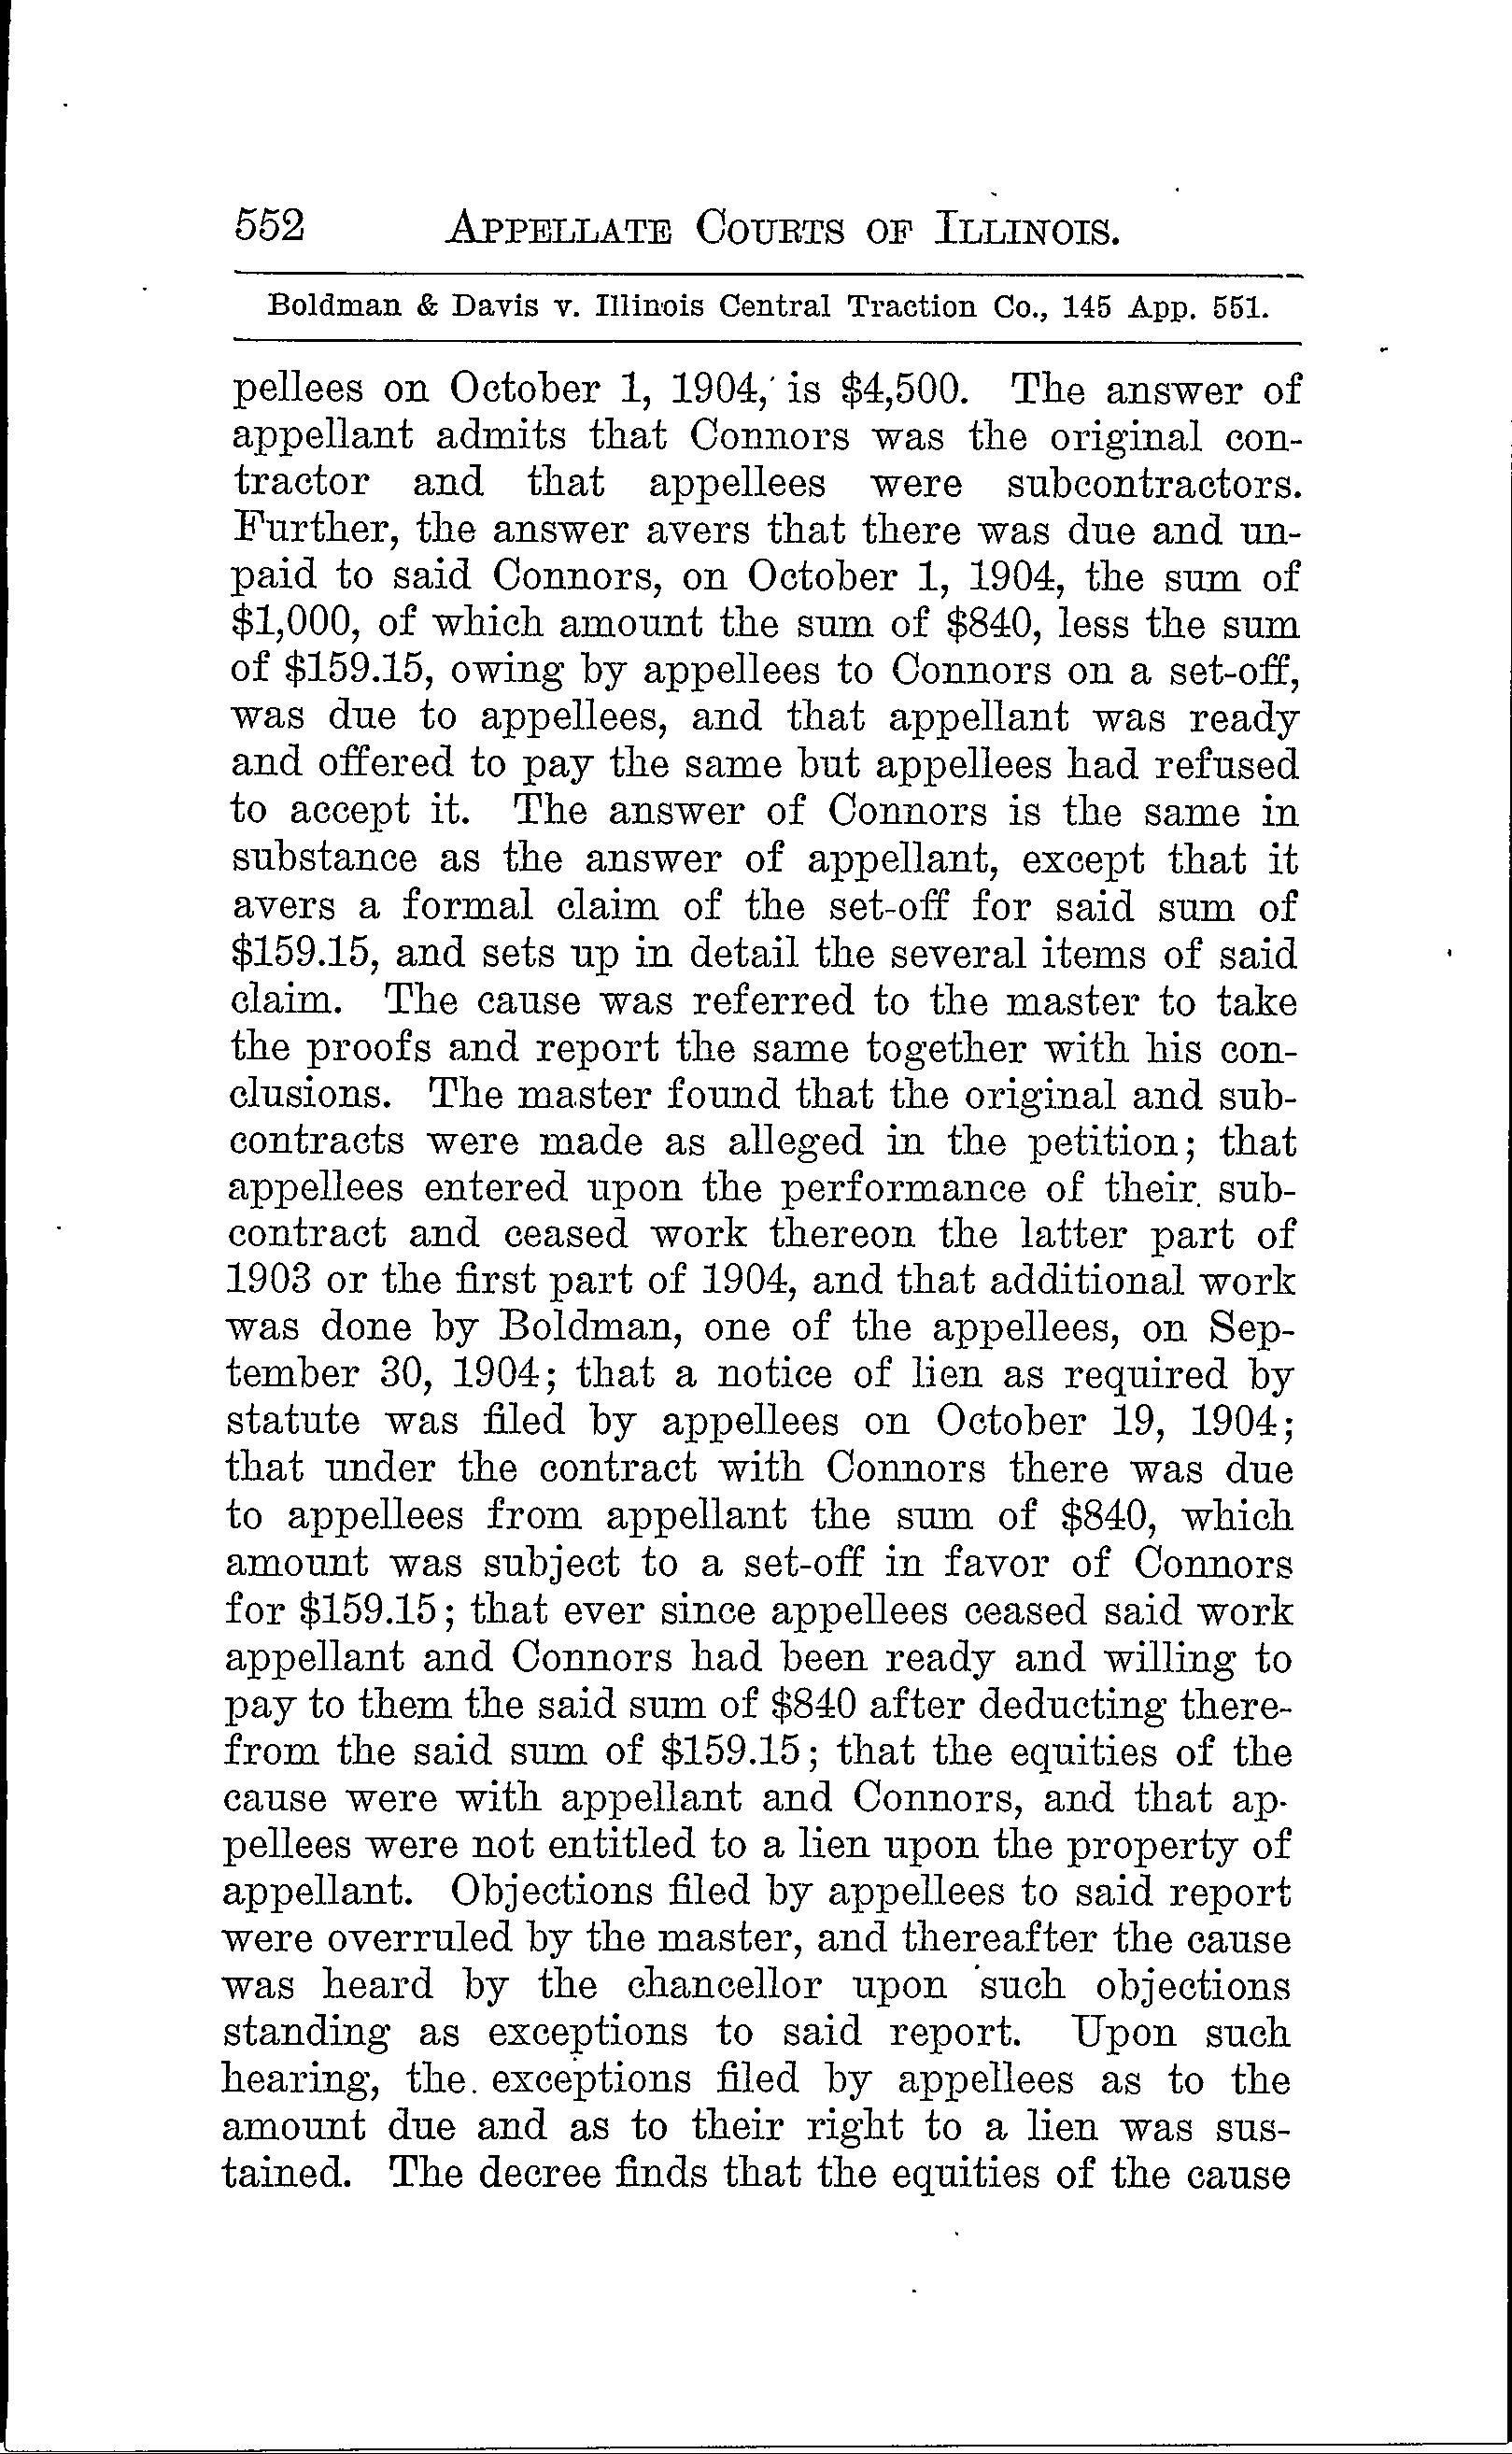 552 APPELLATE COURTS OF ILLINOIS.
Boldman & Davis v. Illinois Central Traction Co., 145 App. 551.
pellees on October 1, 1904, is $4,500. The answer of
appellant admits that Connors was the original con-
tractor and that appellees were subcontractors.
Further, the answer avers that there was due and un-
paid to said Connors, on October 1, 1904, the sum of
$1,000, of which amount the sum of $840, less the sum
of $159.15, owing by appellees to Connors on a set-off,
was due to appellees, and that appellant was ready
and offered to pay the same but appellees had refused
to accept it. The answer of Connors is the same in
substance as the answer of appellant, except that it
avers a formal claim of the set-off for said sum of
$159.15, and sets up in detail the several items of said
claim. The cause was referred to the master to take
the proofs and report the same together with his con-
clusions. The master found that the original and sub-
contracts were made as alleged in the petition; that
appellees entered upon the performance of their sub-
contract and ceased work thereon the latter part of
1903 or the first part of 1904, and that additional work
was done by Boldman, one of the appellees, on Sep-
tember 30, 1904; that a notice of lien as required by
statute was filed by appellees on October 19, 1904;
that under the contract with Connors there was due
to appellees from appellant the sum of $840, which
amount was subject to a set-off in favor of Connors
for $159.15; that ever since appellees ceased said work
appellant and Connors had been ready and willing to
pay to them the said sum of $840 after deducting there-
from the said sum of $159.15; that the equities of the
cause were with appellant and Connors, and that ap-
pellees were not entitled to a lien upon the property of
appellant. Objections filed by appellees to said report
were overruled by the master, and thereafter the cause
was heard by the chancellor upon such objections
standing as exceptions to said report. Upon such
hearing, the exceptions filed by appellees as to the
amount due and as to their right to a lien was sus-
tained. The decree finds that the equities of the cause